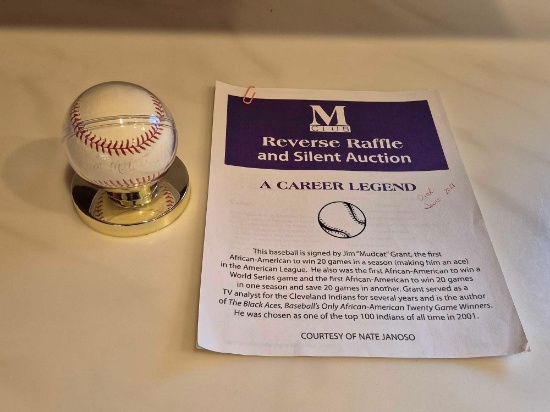 M
CLUB
Reverse Raffle
and Silent Auction
A CAREER LEGEND
This baseball is signed by Jim "Mudcat" Grant, the first
African-American to win 20 games in a season (making him an ace)
in the American League. He also was the first African-American to win a
World Series game and the first African-American to win 20 games
in one season and save 20 games in another. Grant served as a
TV analyst for the Cleveland Indians for several years and is the author
of The Black Aces, Baseball's Only African-American Twenty Game Winners.
He was chosen as one of the top 100 indians of all time in 2001.
COURTESY OF NATE JANOSO